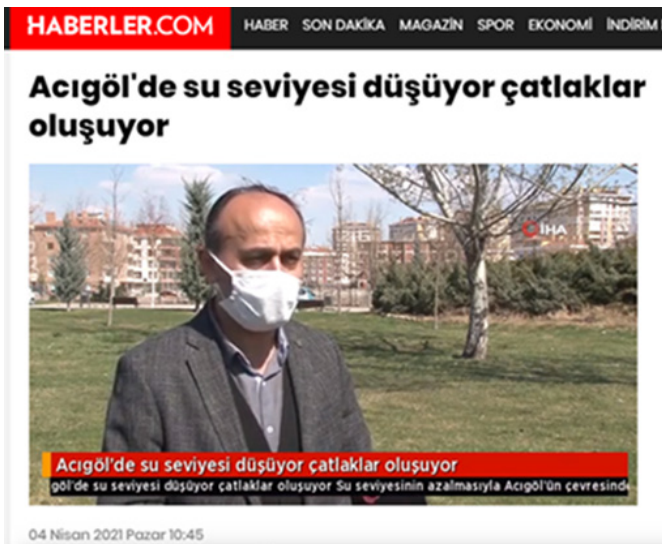 HABERLER.COM HABER SON DAKİKA MAGAZİN SPOR EKONOMİ İNDİRİM
Acıgöl'de su seviyesi düşüyor çatlaklar
oluşuyor
İHA
Acıgöl'de su seviyesi düşüyor çatlaklar oluşuyor
göl'de su seviyesi düşüyor çatlaklar oluşuyor Su seviyesinin azalmasıyla Acıgöl'ün çevresinde
04 Nisan 2021 Pazar 10:45